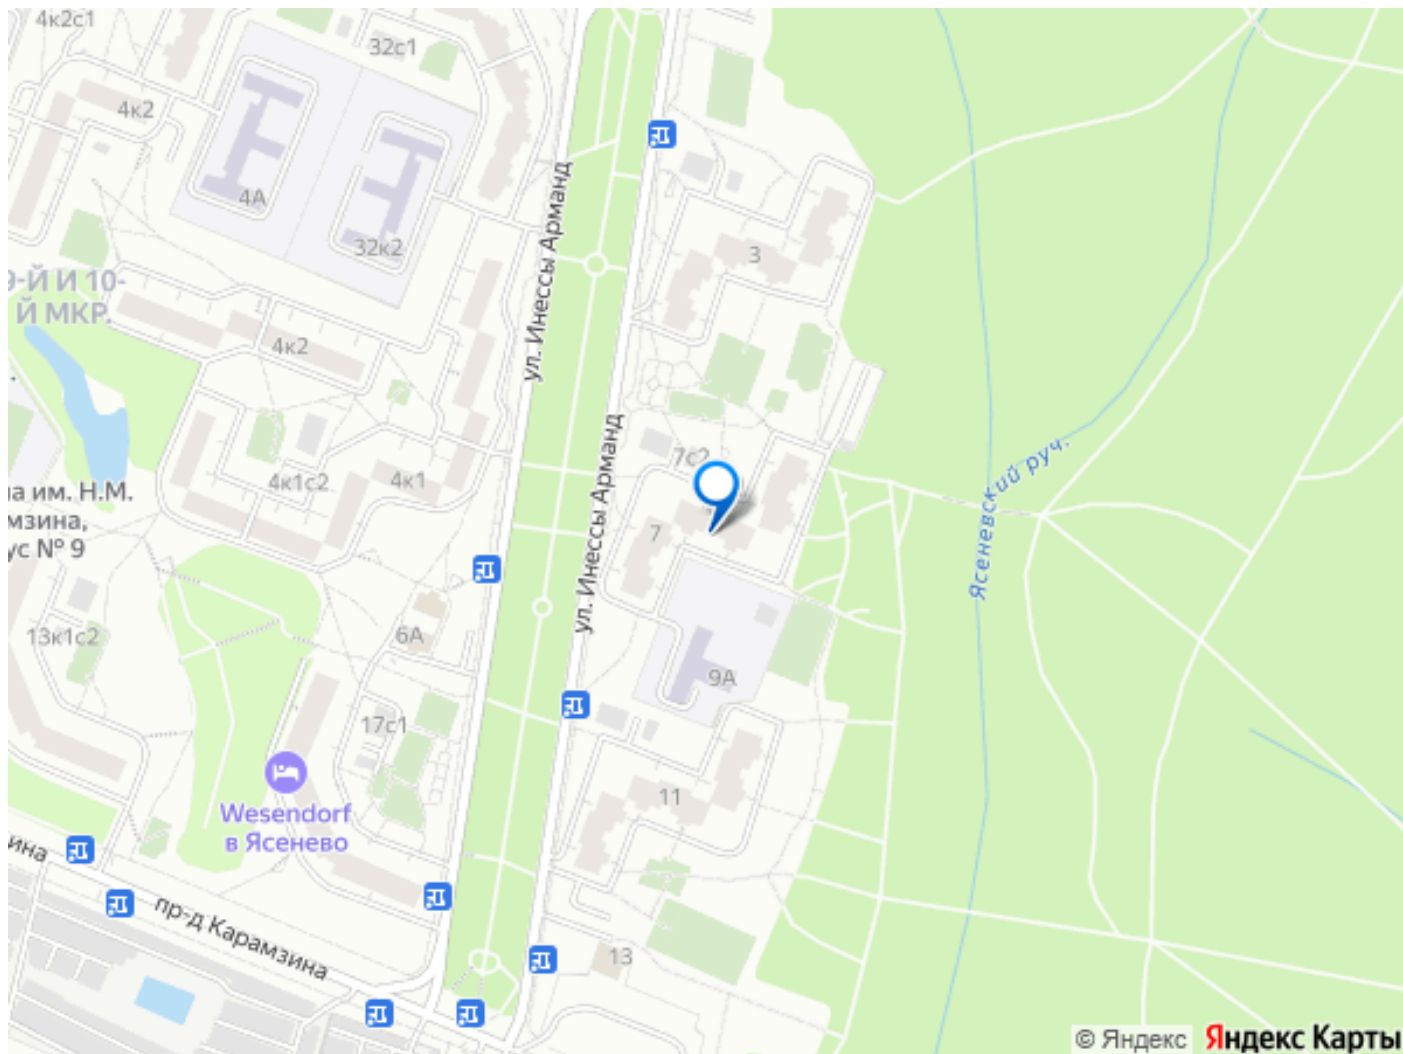 4к2с1
32с1
4к2
4А
32к2
ул. Инессы Арманд
3
9-Й И 10-
Й МКР.
4к2
ул. Инессы Арманд
7с2
4к1с2
4к1
на им. Н.М.
мзина,
ус № 9
7
Ясеневский руч.
13к1с2
6А
9А
17с1
Wesendorf
в Ясенево
11
ина
пр-д Карамзина
13
© Яндекс
Яндекс Карты